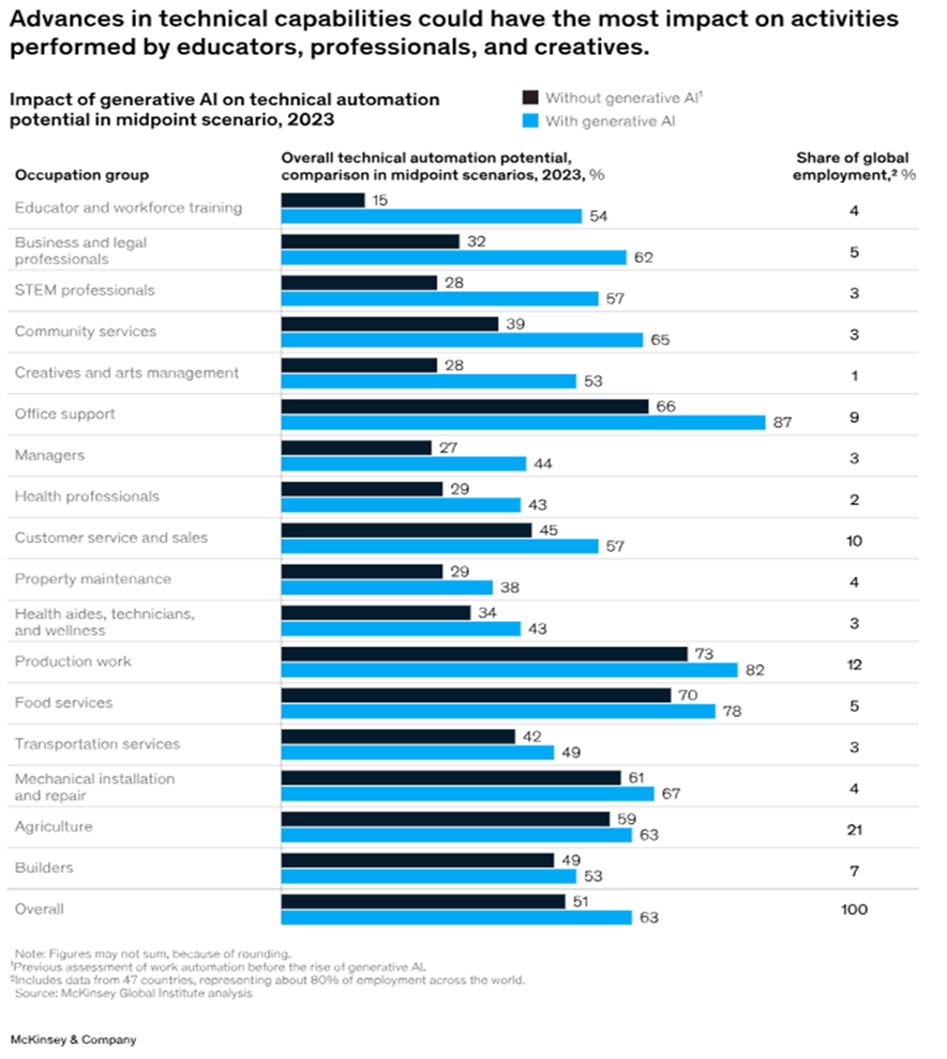 Advances in technical capabilities could have the most impact on activities
performed by educators, professionals, and creatives.
Impact of generative AI on technical automation
potential in midpoint scenario, 2023
Without generative AI¹
With generative AI
Occupation group
Overall technical automation potential,
comparison in midpoint scenarios, 2023, %
Share of global
employment,² %
Educator and workforce training 15 54 4
Business and legal
professionals 32 62 5
STEM professionals 28 57 3
Community services 39 65 3
Creatives and arts management 28 53 1
Office support 66 87 9
Managers 27 44 3
Health professionals 29 43 2
Customer service and sales 45 57 10
Property maintenance 29 38 4
Health aides, technicians,
and wellness 34 43 3
Production work 73 82 12
Food services 70 78 5
Transportation services 42 49 3
Mechanical installation
and repair 61 67 4
Agriculture 59 63 21
Builders 49 53 7
Overall 51 63 100
Note: Figures may not sum, because of rounding.
¹Previous assessment of work automation before the rise of generative AI.
²Includes data from 47 countries, representing about 80% of employment across the world.
Source: McKinsey Global Institute analysis
McKinsey & Company